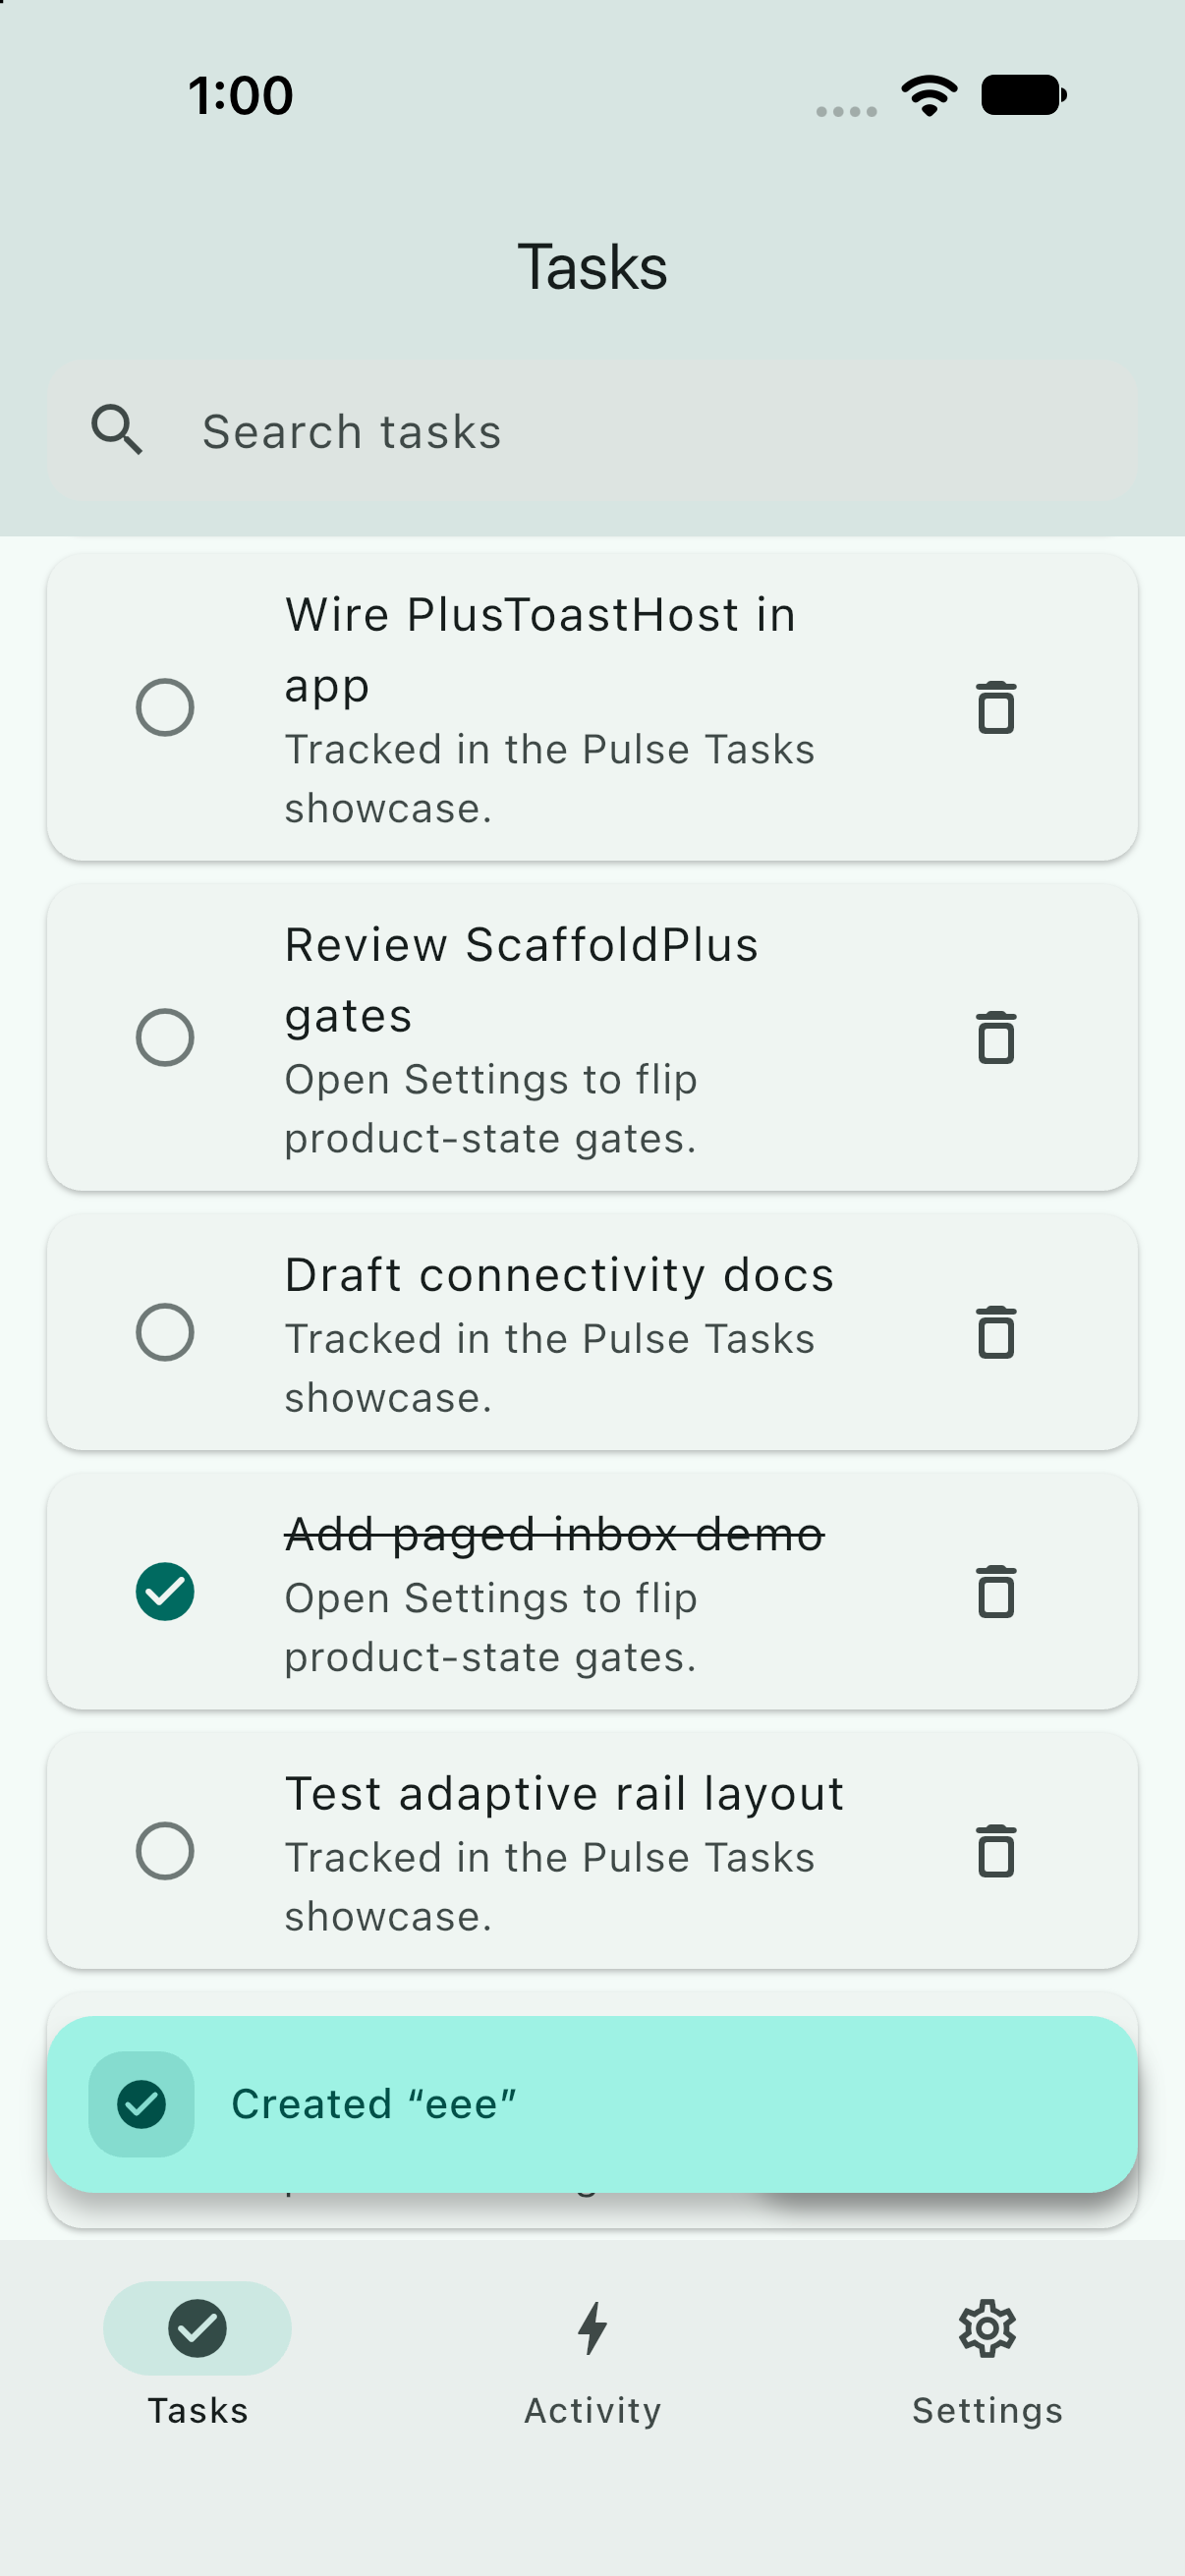 1:00
Tasks
Search tasks
Wire PlusToastHost in
app
Tracked in the Pulse Tasks
showcase.
Review ScaffoldPlus
gates
Open Settings to flip
product-state gates.
Draft connectivity docs
Tracked in the Pulse Tasks
showcase.
Add paged inbox demo
Open Settings to flip
product-state gates.
Test adaptive rail layout
Tracked in the Pulse Tasks
showcase.
Created “eee”
Tasks
Activity
Settings